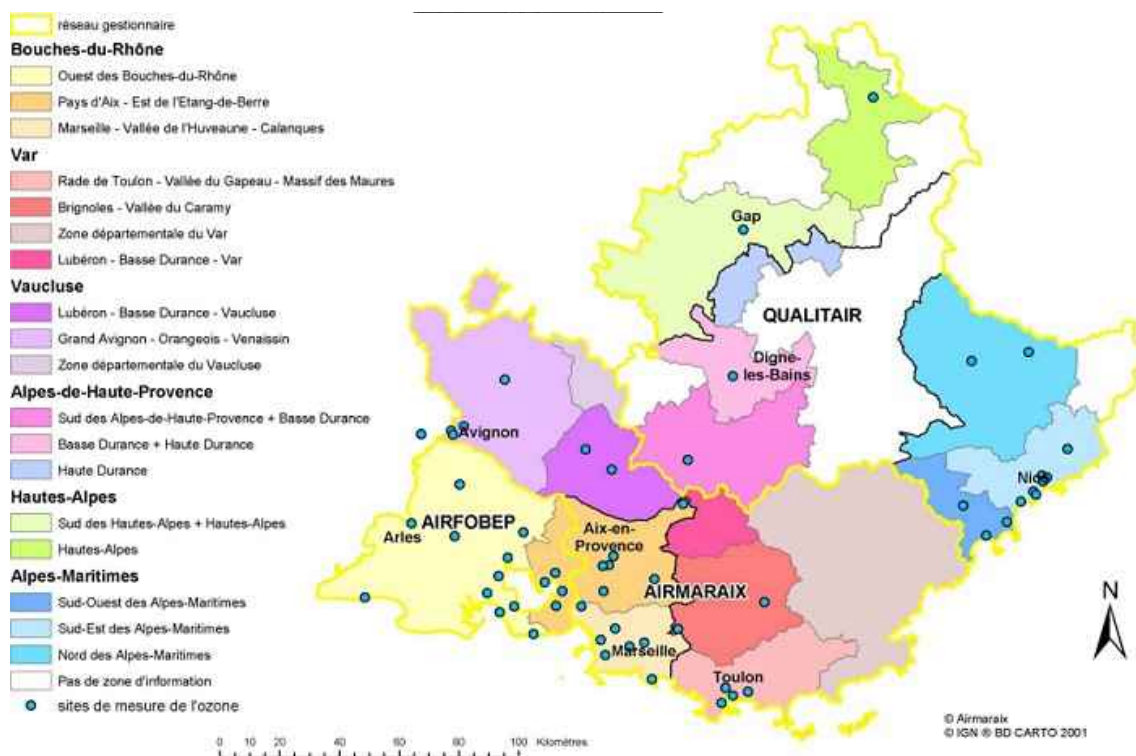 réseau gestionnaire
Bouches-du-Rhône
Ouest des Bouches-du-Rhône
Pays d'Aix - Est de l'Etang-de-Berre
Marseille - Vallée de l'Huveaune - Calanques
Var
Rade de Toulon - Vallée du Gapeau - Massif des Maures
Brignoles - Vallée du Caramy
Zone départementale du Var
Lubéron - Basse Durance - Var
Vaucluse
Lubéron - Basse Durance - Vaucluse
Grand Avignon - Orangeois - Venaissin
Zone départementale du Vaucluse
Alpes-de-Haute-Provence
Sud des Alpes-de-Haute-Provence + Basse Durance
Basse Durance + Haute Durance
Haute Durance
Hautes-Alpes
Sud des Hautes-Alpes + Hautes-Alpes
Hautes-Alpes
Alpes-Maritimes
Sud-Ouest des Alpes-Maritimes
Sud-Est des Alpes-Maritimes
Nord des Alpes-Maritimes
Pas de zone d'information
sites de mesure de l'ozone
Gap
QUALITAIR
Digne-
les-Bains
Avignon
Nice
AIRFOBEP
Arles
Aix-en-
Provence
AIRMARAIX
Marseille
Toulon
N
0 20 40 60 80 100 Kilomètres
© Airmaraix
© IGN ® BD CARTO 2001